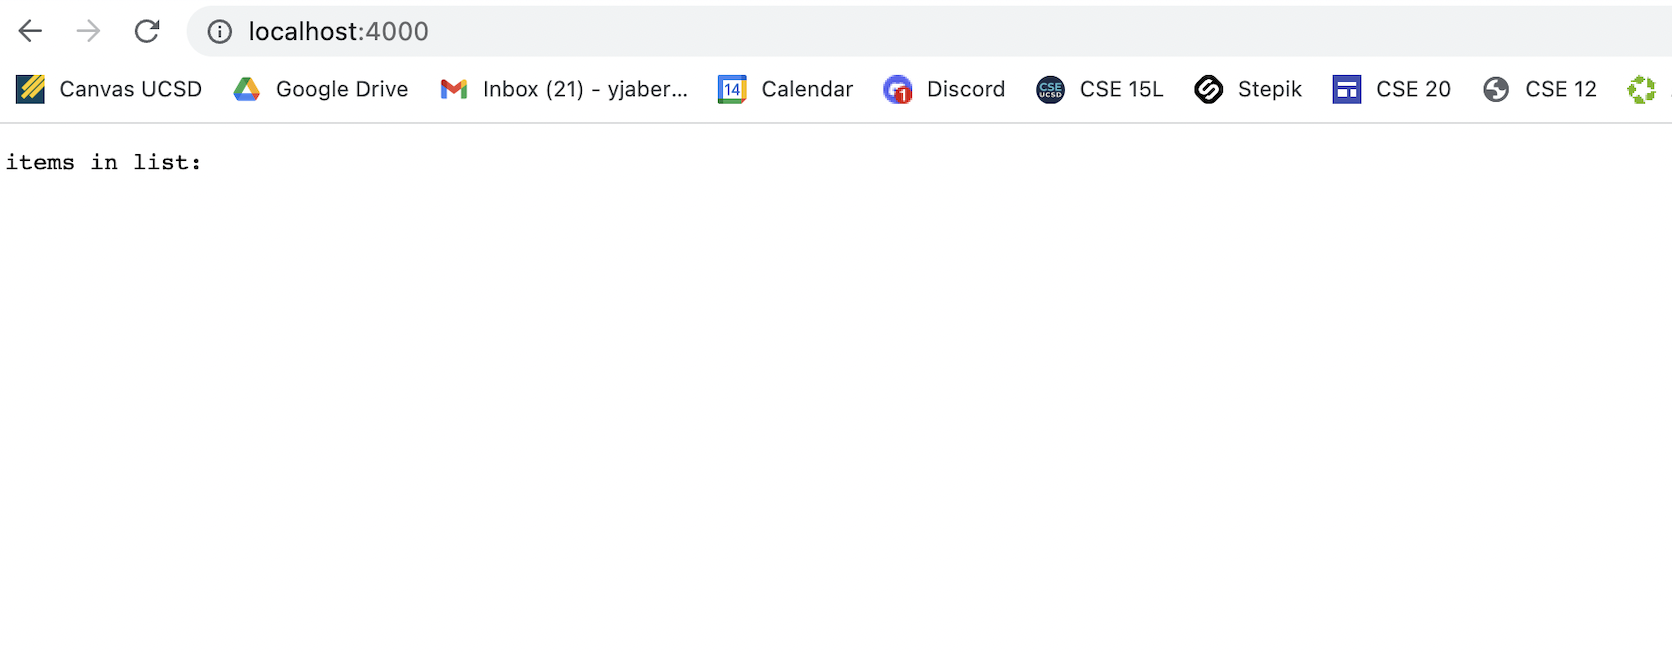 localhost:4000
Canvas UCSD Google Drive Inbox (21) - yjaber... 14 Calendar 1 Discord CSE UCSD CSE 15L Stepik CSE 20 CSE 12
items in list: